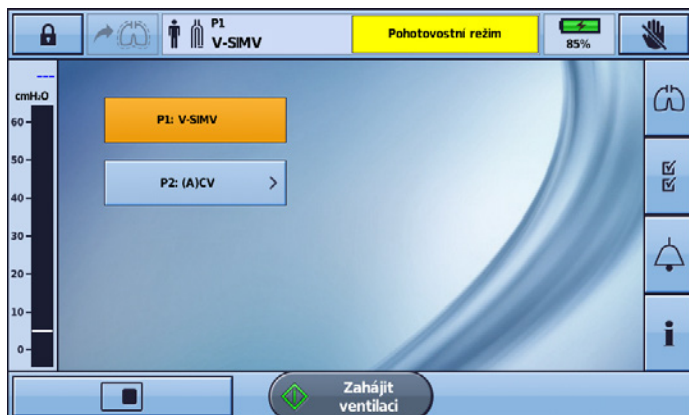 P1
V-SIMV
Pohotovostní režim
85%
---
cmH₂O
60
50
40
30
20
10
0
P1: V-SIMV
P2: (A)CV
Zahájit
ventilaci